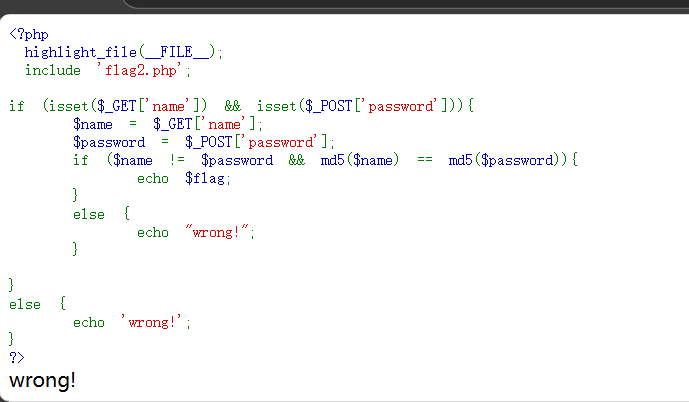 <?php
highlight_file(__FILE__);
include 'flag2.php';
if (isset($_GET['name']) && isset($_POST['password'])){
$name = $_GET['name'];
$password = $_POST['password'];
if ($name != $password && md5($name) == md5($password)){
echo $flag;
}
else {
echo "wrong!";
}
}
else {
echo 'wrong!';
}
?>
wrong!